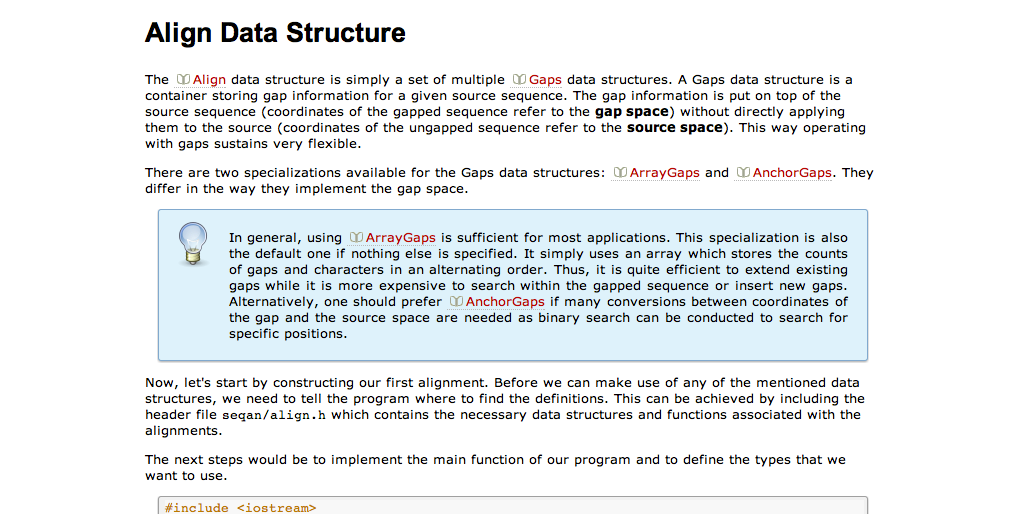 Align Data Structure
The Align data structure is simply a set of multiple Gaps data structures. A Gaps data structure is a
container storing gap information for a given source sequence. The gap information is put on top of the
source sequence (coordinates of the gapped sequence refer to the gap space) without directly applying
them to the source (coordinates of the ungapped sequence refer to the source space). This way operating
with gaps sustains very flexible.
There are two specializations available for the Gaps data structures: ArrayGaps and AnchorGaps. They
differ in the way they implement the gap space.
In general, using ArrayGaps is sufficient for most applications. This specialization is also
the default one if nothing else is specified. It simply uses an array which stores the counts
of gaps and characters in an alternating order. Thus, it is quite efficient to extend existing
gaps while it is more expensive to search within the gapped sequence or insert new gaps.
Alternatively, one should prefer AnchorGaps if many conversions between coordinates of
the gap and the source space are needed as binary search can be conducted to search for
specific positions.
Now, let's start by constructing our first alignment. Before we can make use of any of the mentioned data
structures, we need to tell the program where to find the definitions. This can be achieved by including the
header file seqan/align.h which contains the necessary data structures and functions associated with the
alignments.
The next steps would be to implement the main function of our program and to define the types that we
want to use.
#include <iostream>